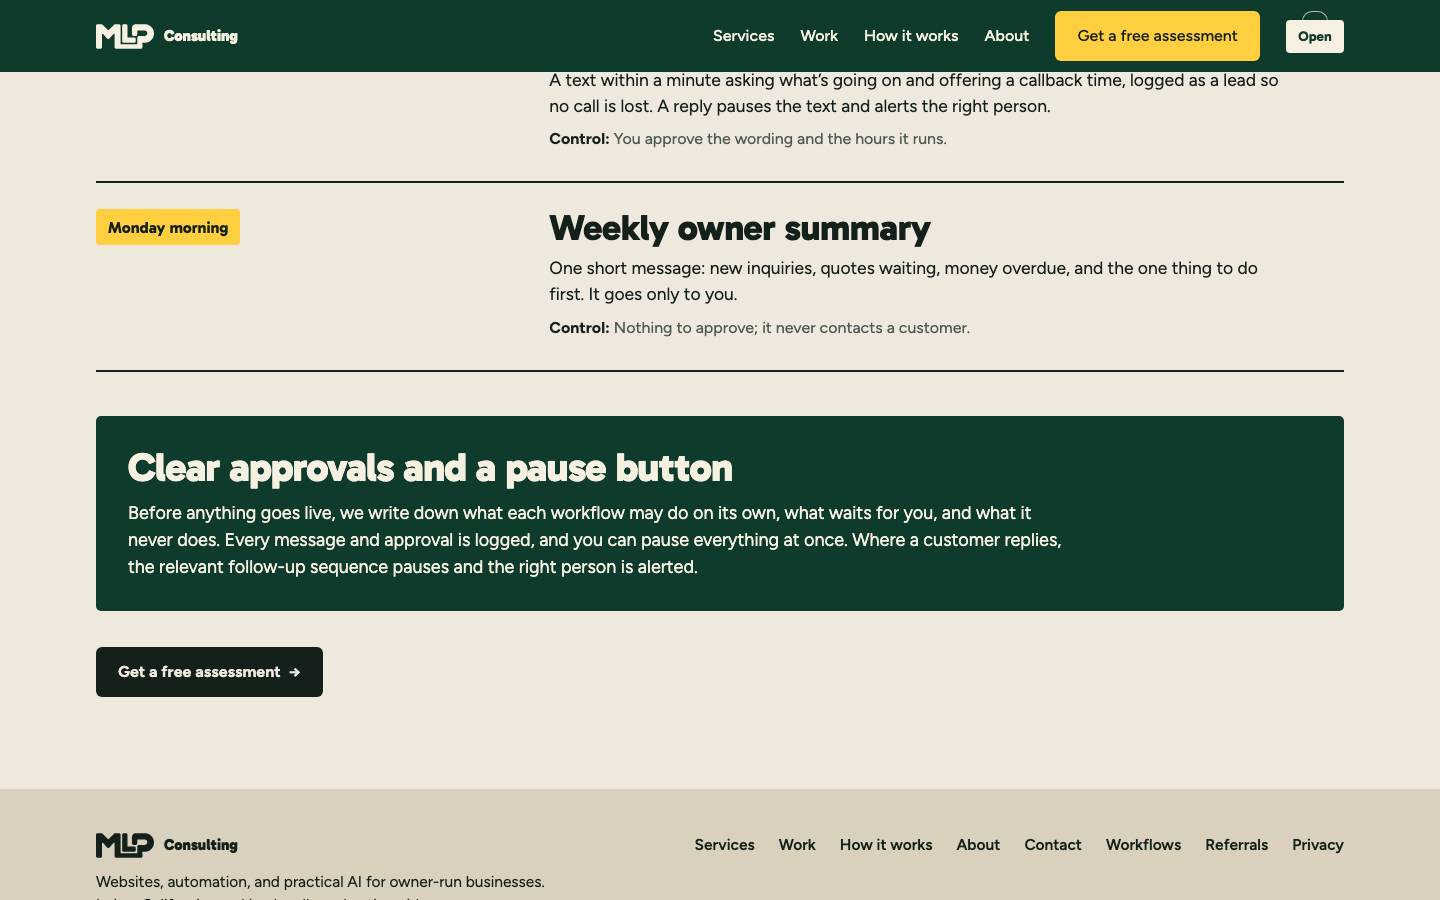 MLP Consulting
Services
Work
How it works
About
Get a free assessment
Open
A text within a minute asking what’s going on and offering a callback time, logged as a lead so
no call is lost. A reply pauses the text and alerts the right person.
Control: You approve the wording and the hours it runs.
Monday morning
Weekly owner summary
One short message: new inquiries, quotes waiting, money overdue, and the one thing to do
first. It goes only to you.
Control: Nothing to approve; it never contacts a customer.
Clear approvals and a pause button
Before anything goes live, we write down what each workflow may do on its own, what waits for you, and what it
never does. Every message and approval is logged, and you can pause everything at once. Where a customer replies,
the relevant follow-up sequence pauses and the right person is alerted.
Get a free assessment →
MLP Consulting
Services
Work
How it works
About
Contact
Workflows
Referrals
Privacy
Websites, automation, and practical AI for owner-run businesses.